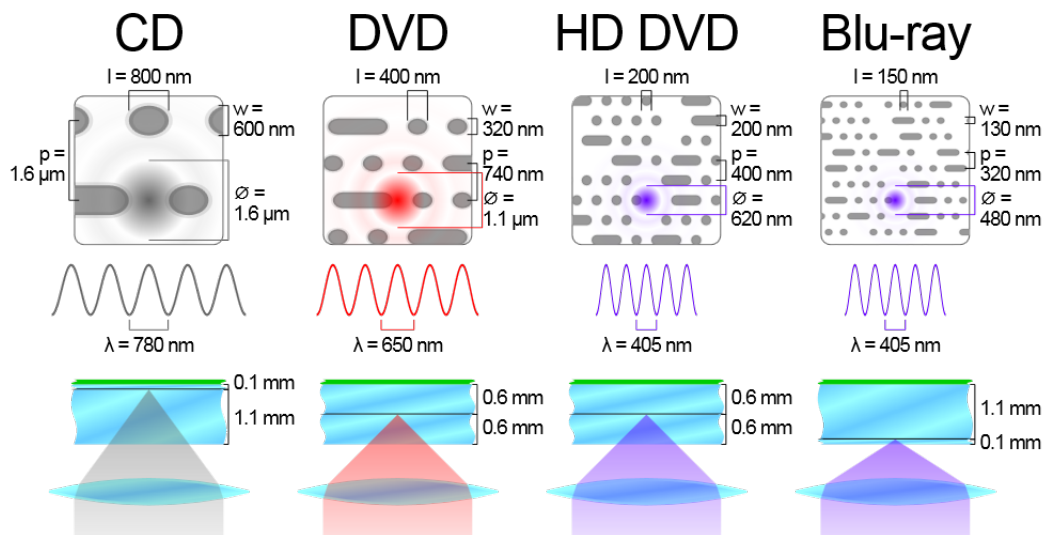 CD
l = 800 nm
w =
600 nm
p =
1.6 µm
Ø =
1.6 µm
λ = 780 nm
0.1 mm
1.1 mm
DVD
l = 400 nm
w =
320 nm
p =
740 nm
Ø =
1.1 µm
λ = 650 nm
0.6 mm
0.6 mm
HD DVD
l = 200 nm
w =
200 nm
p =
400 nm
Ø =
620 nm
λ = 405 nm
0.6 mm
0.6 mm
Blu-ray
l = 150 nm
w =
130 nm
p =
320 nm
Ø =
480 nm
λ = 405 nm
1.1 mm
0.1 mm